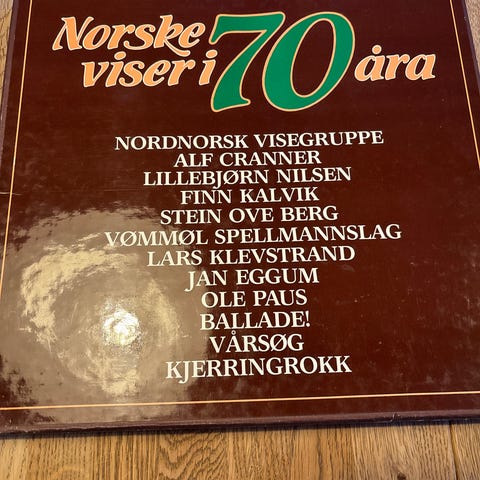 Norske
viser i 70 åra
NORDNORSK VISEGRUPPE
ALF CRANNER
LILLEBJØRN NILSEN
FINN KALVIK
STEIN OVE BERG
VØMMØL SPELLMANNSLAG
LARS KLEVSTRAND
JAN EGGUM
OLE PAUS
BALLADE!
VÅRSØG
KJERRINGROKK